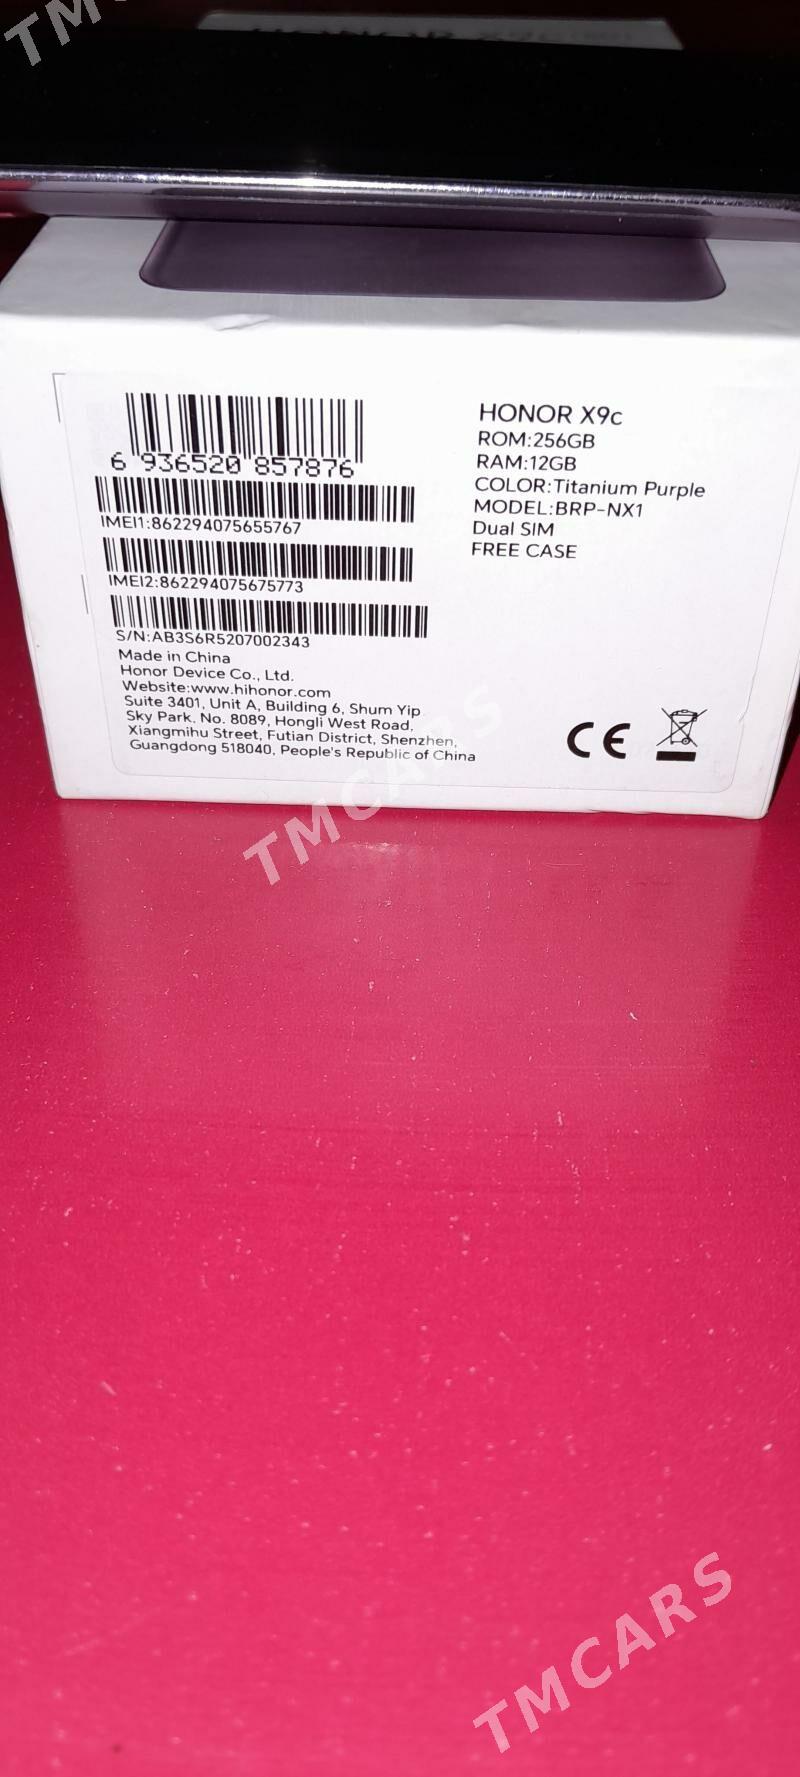 TMCARS
HONOR X9c
6 936520 857876
IMEI1:862294075655767
IMEI2:862294075675773
S/N:AB3S6R5207002343
Made in China
Honor Device Co., Ltd.
Website:www.hihonor.com
Suite 3401, Unit A, Building 6, Shum Yip
Sky Park, No. 8089, Hongli West Road,
Xiangmihu Street, Futian District, Shenzhen,
Guangdong 518040, People's Republic of China
HONOR X9c
ROM:256GB
RAM:12GB
COLOR:Titanium Purple
MODEL:BRP-NX1
Dual SIM
FREE CASE
CE
TMCARS
TMCARS